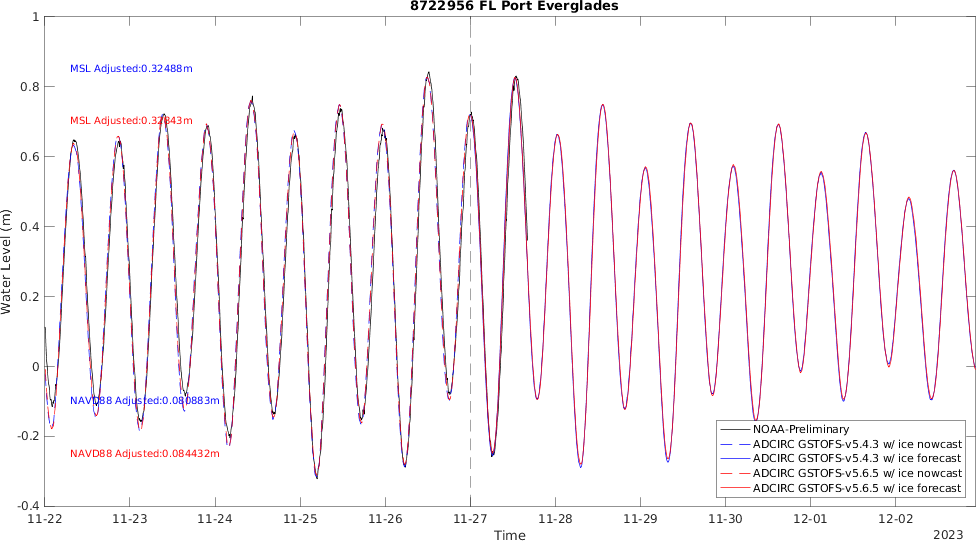 8722956 FL Port Everglades
1
0.8
0.6
0.4
0.2
0
-0.2
-0.4
Water Level (m)
MSL Adjusted:0.32488m
MSL Adjusted:0.32843m
NAVD88 Adjusted:0.080883m
NAVD88 Adjusted:0.084432m
NOAA-Preliminary
ADCIRC GSTOFS-v5.4.3 w/ ice nowcast
ADCIRC GSTOFS-v5.4.3 w/ ice forecast
ADCIRC GSTOFS-v5.6.5 w/ ice nowcast
ADCIRC GSTOFS-v5.6.5 w/ ice forecast
11-22 11-23 11-24 11-25 11-26 11-27 11-28 11-29 11-30 12-01 12-02
Time
2023